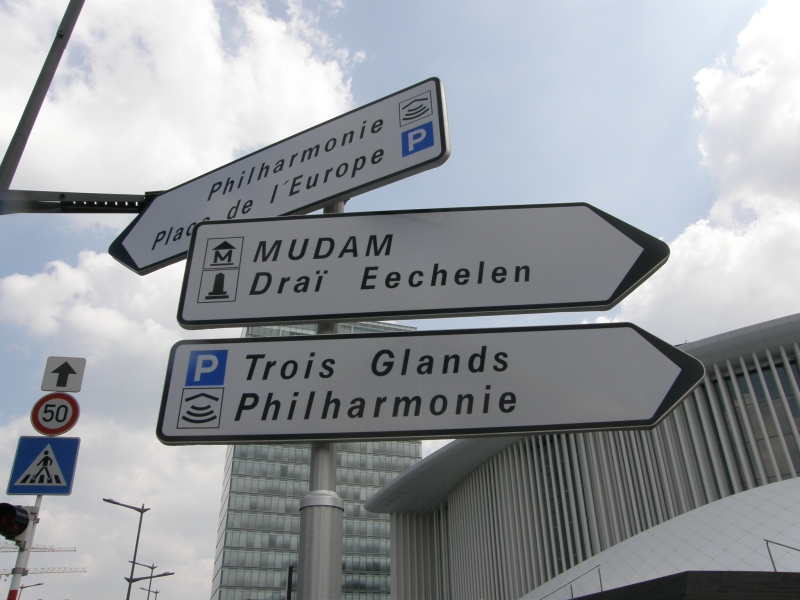 Philharmonie
Place de l'Europe
P
M
MUDAM
Draï Eechelen
P
Trois Glands
Philharmonie
50